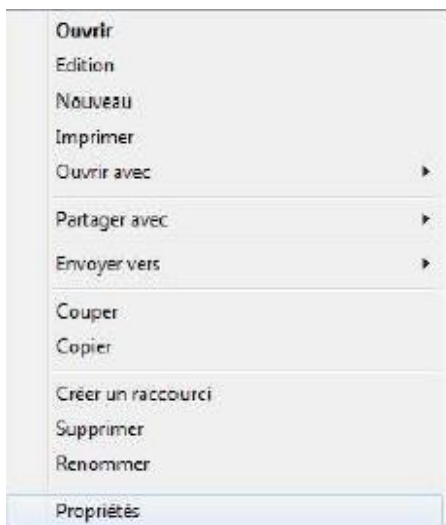 Ouvrir
Edition
Nouveau
Imprimer
Ouvrir avec
Partager avec
Envoyer vers
Couper
Copier
Créer un raccourci
Supprimer
Renommer
Propriétés